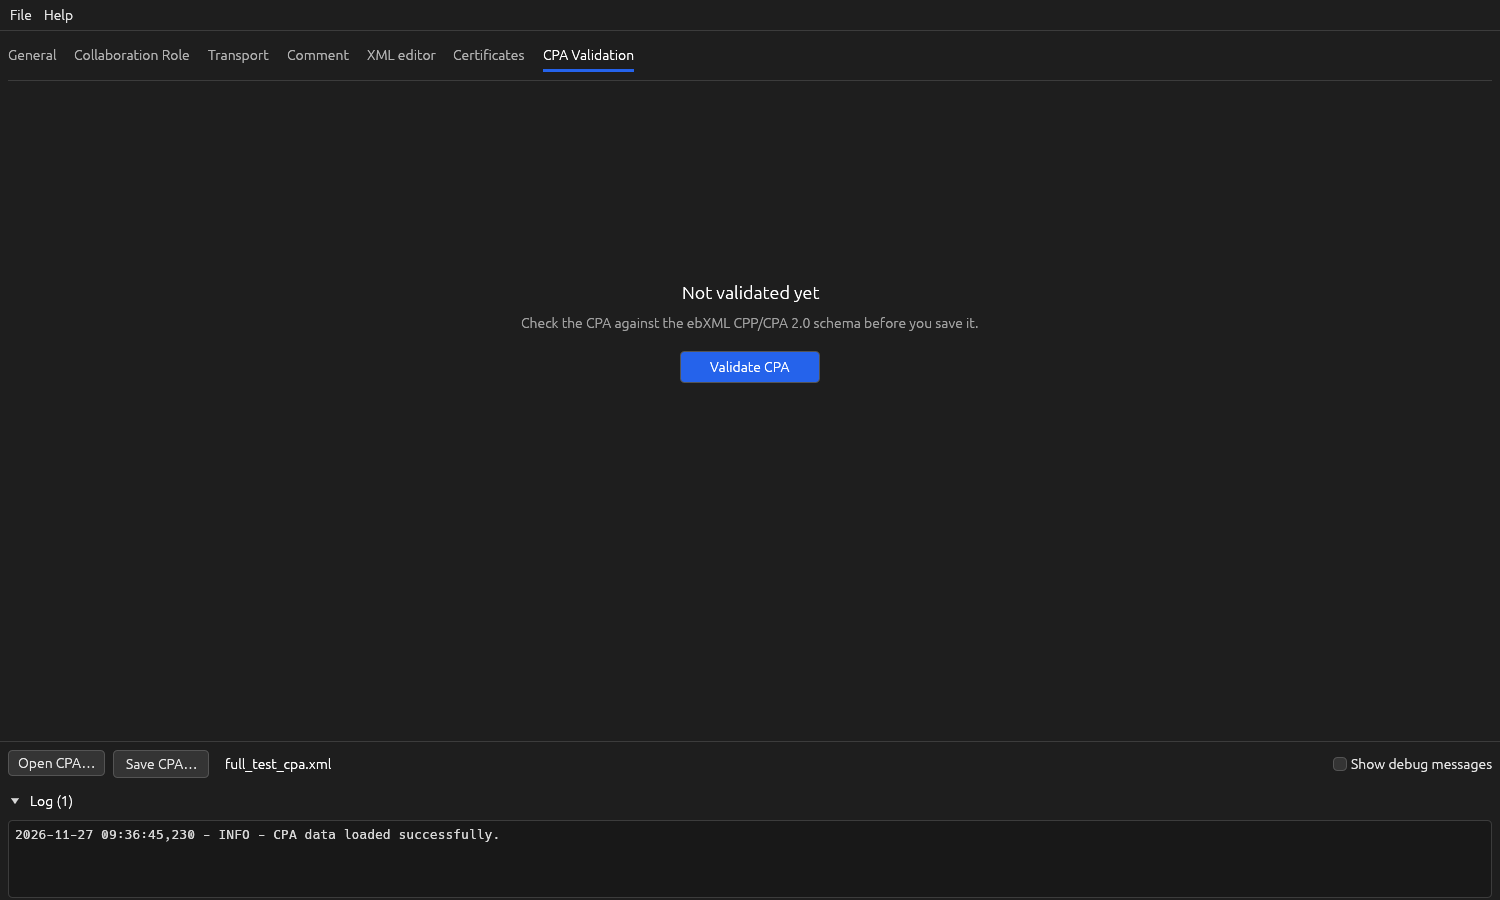 File Help
General Collaboration Role Transport Comment XML editor Certificates CPA Validation
Not validated yet
Check the CPA against the ebXML CPP/CPA 2.0 schema before you save it.
Validate CPA
Open CPA... Save CPA... full_test_cpa.xml Show debug messages
Log (1)
2026-11-27 09:36:45,230 - INFO - CPA data loaded successfully.